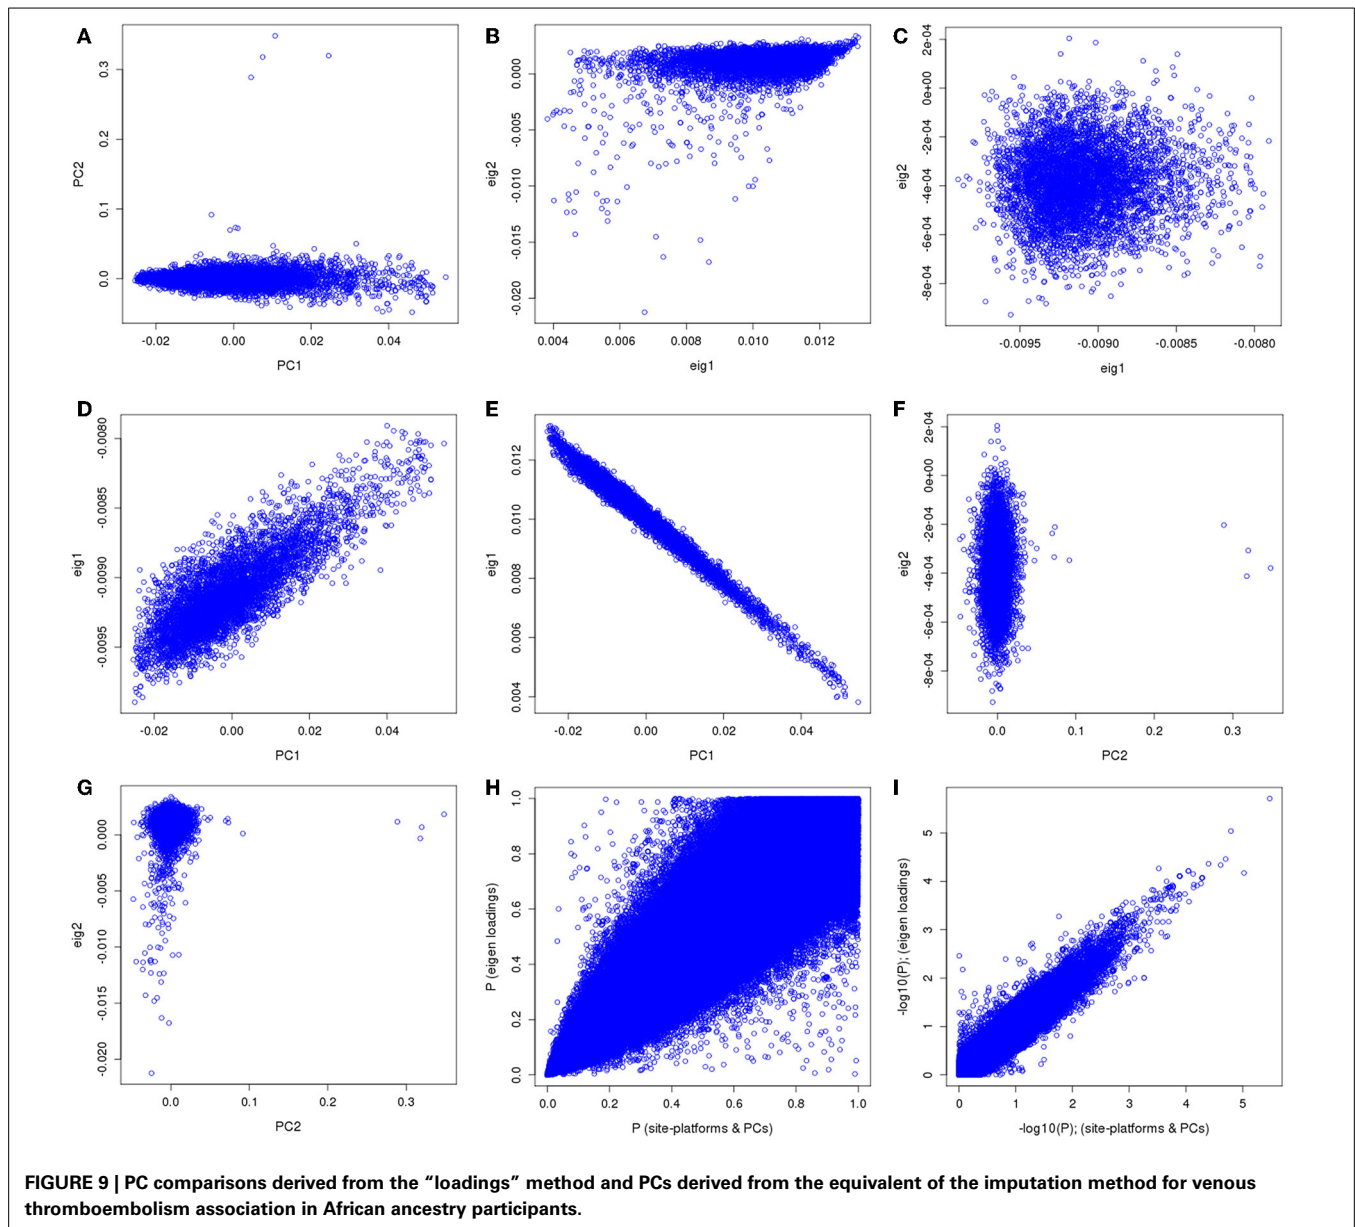 A
B
C
0.3
0.2
0.1
0.0
PC2
-0.02 0.00 0.02 0.04
PC1
0.000
-0.005
-0.010
-0.015
-0.020
eig2
0.004 0.006 0.008 0.010 0.012
eig1
2e-04
0e+00
-2e-04
-4e-04
-6e-04
-8e-04
eig2
-0.0095 -0.0090 -0.0085 -0.0080
eig1
D
E
F
-0.0080
-0.0085
-0.0090
-0.0095
eig1
-0.02 0.00 0.02 0.04
PC1
0.012
0.010
0.008
0.006
0.004
eig1
-0.02 0.00 0.02 0.04
PC1
2e-04
0e+00
-2e-04
-4e-04
-6e-04
-8e-04
eig2
0.0 0.1 0.2 0.3
PC2
G
H
I
0.000
-0.005
-0.010
-0.015
-0.020
eig2
0.0 0.1 0.2 0.3
PC2
1.0
0.8
0.6
0.4
0.2
0.0
P (eigen loadings)
0.0 0.2 0.4 0.6 0.8 1.0
P (site-platforms & PCs)
5
4
3
2
1
0
-log10(P); (eigen loadings)
0 1 2 3 4 5
-log10(P); (site-platforms & PCs)
FIGURE 9 | PC comparisons derived from the “loadings” method and PCs derived from the equivalent of the imputation method for venous
thromboembolism association in African ancestry participants.